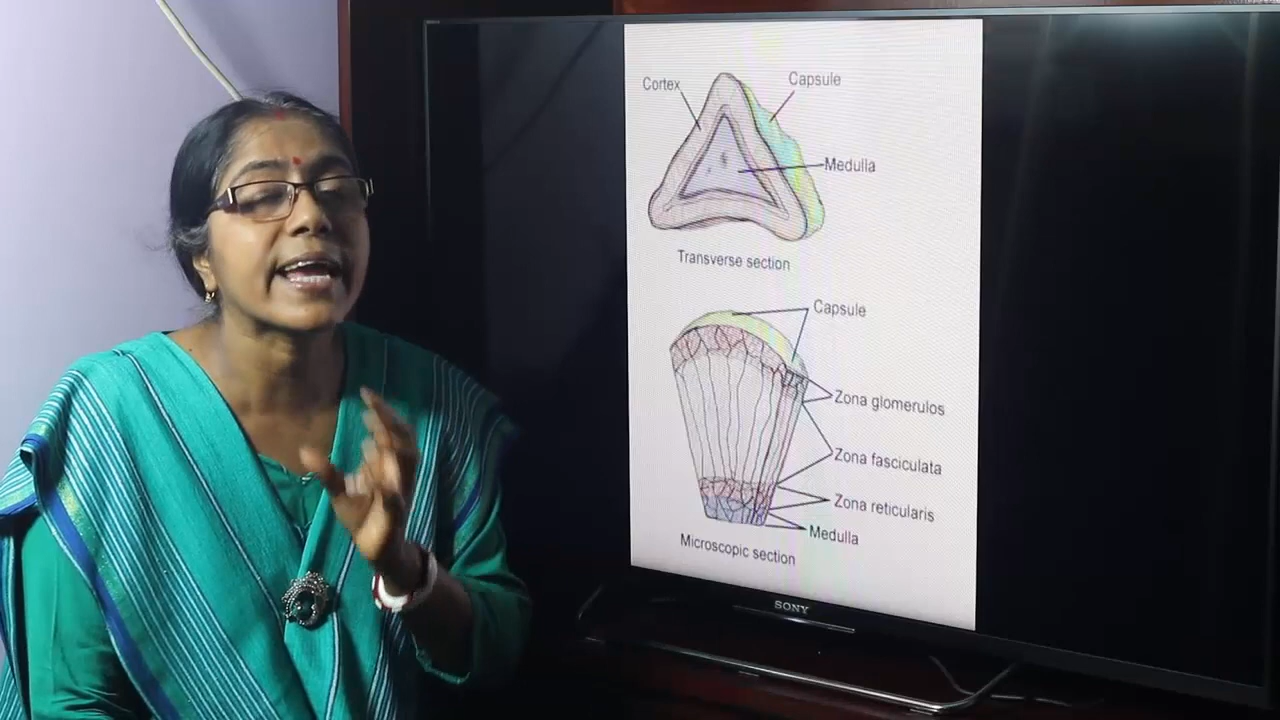 Cortex
Capsule
Medulla
Transverse section
Capsule
Zona glomerulos
Zona fasciculata
Zona reticularis
Medulla
Microscopic section
SONY